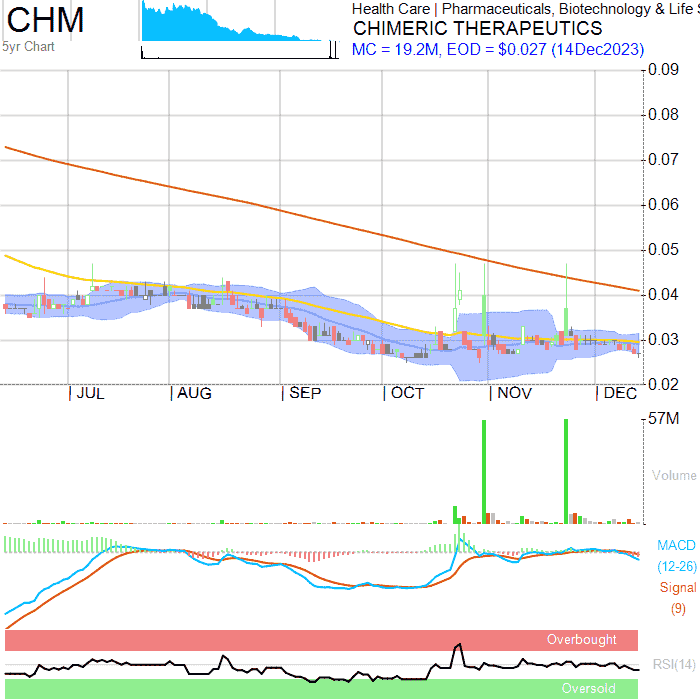 CHM
5yr Chart
Health Care | Pharmaceuticals, Biotechnology & Life S
CHIMERIC THERAPEUTICS
MC = 19.2M, EOD = $0.027 (14Dec2023)
0.09
0.08
0.07
0.06
0.05
0.04
0.03
0.02
JUL AUG SEP OCT NOV DEC
57M
Volume
MACD
(12-26)
Signal
(9)
Overbought
RSI(14)
Oversold